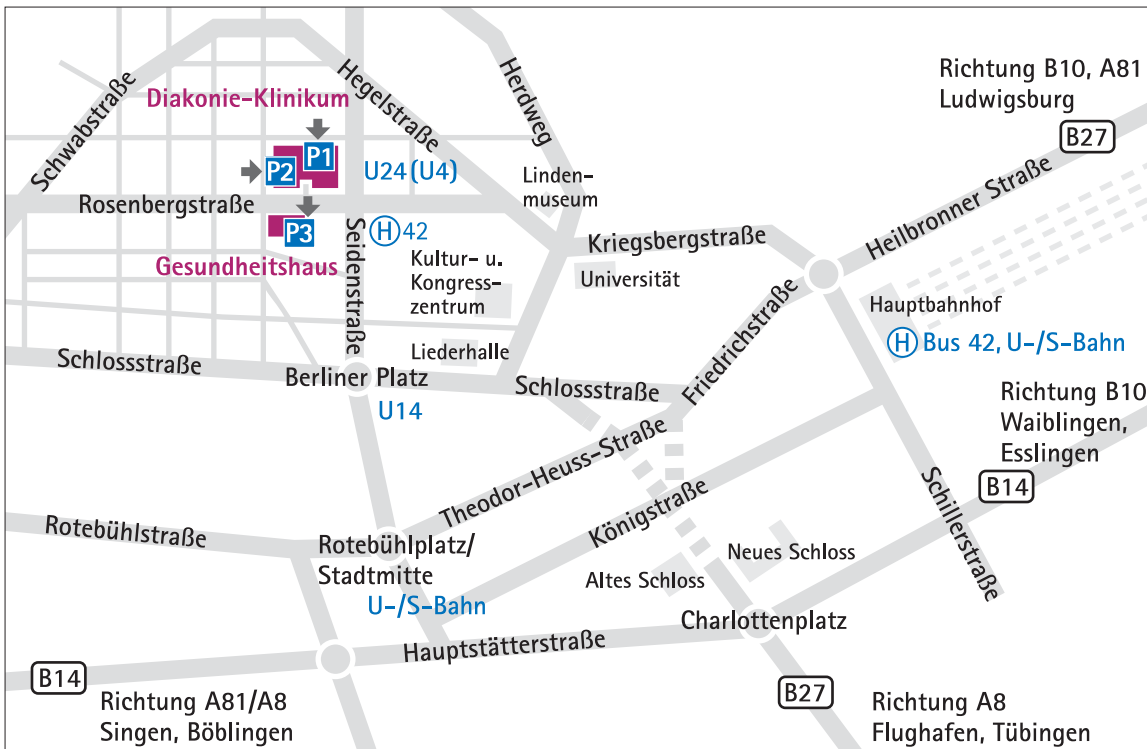 Richtung B10, A81
Ludwigsburg
B27
Hegelstraße
Herdweg
Schwabstraße
Diakonie-Klinikum
P1
P2
U24 (U4)
Linden-
museum
Rosenbergstraße
P3
H 42
Seidenstraße
Gesundheitshaus
Kultur- u.
Kongress-
zentrum
Kriegsbergstraße
Universität
Heilbronner Straße
Hauptbahnhof
H Bus 42, U-/S-Bahn
Friedrichstraße
Liederhalle
Schlossstraße
Berliner Platz
Schlossstraße
U14
Richtung B10
Waiblingen,
Esslingen
B14
Theodor-Heuss-Straße
Königstraße
Schillerstraße
Rotebühlstraße
Rotebühlplatz/
Stadtmitte
U-/S-Bahn
Neues Schloss
Altes Schloss
Charlottenplatz
Hauptstätterstraße
B14
Richtung A81/A8
Singen, Böblingen
B27
Richtung A8
Flughafen, Tübingen